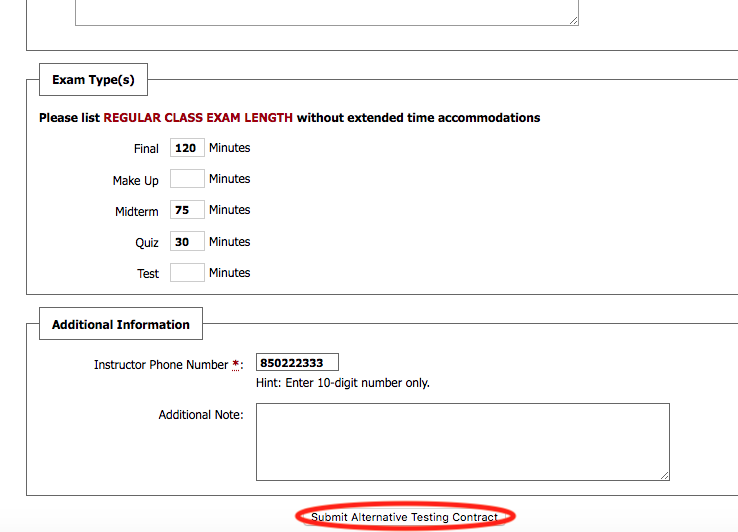 Exam Type(s)
Please list REGULAR CLASS EXAM LENGTH without extended time accommodations
Final 120 Minutes
Make Up Minutes
Midterm 75 Minutes
Quiz 30 Minutes
Test Minutes
Additional Information
Instructor Phone Number *: 850222333
Hint: Enter 10-digit number only.
Additional Note:
Submit Alternative Testing Contract